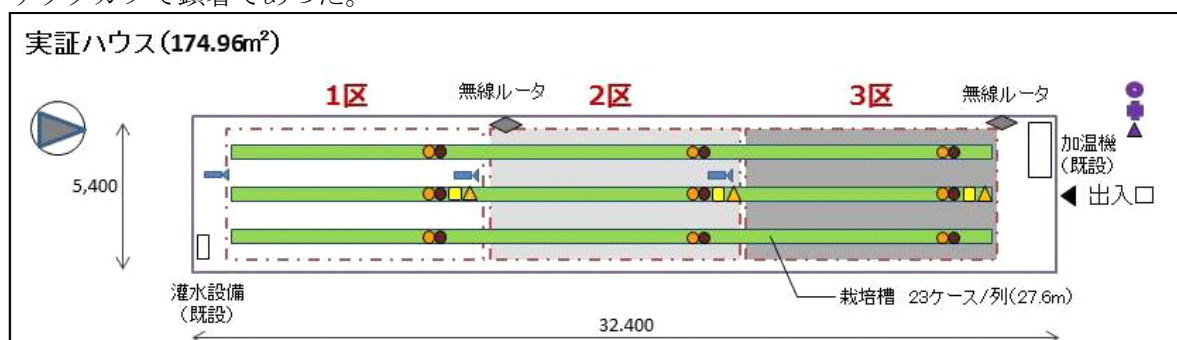 実証ハウス(174.96㎡)
1区
無線ルータ
2区
3区
無線ルータ
5,400
加温機
(既設)
出入口
灌水設備
(既設)
栽培槽 23ケース/列(27.6m)
32.400